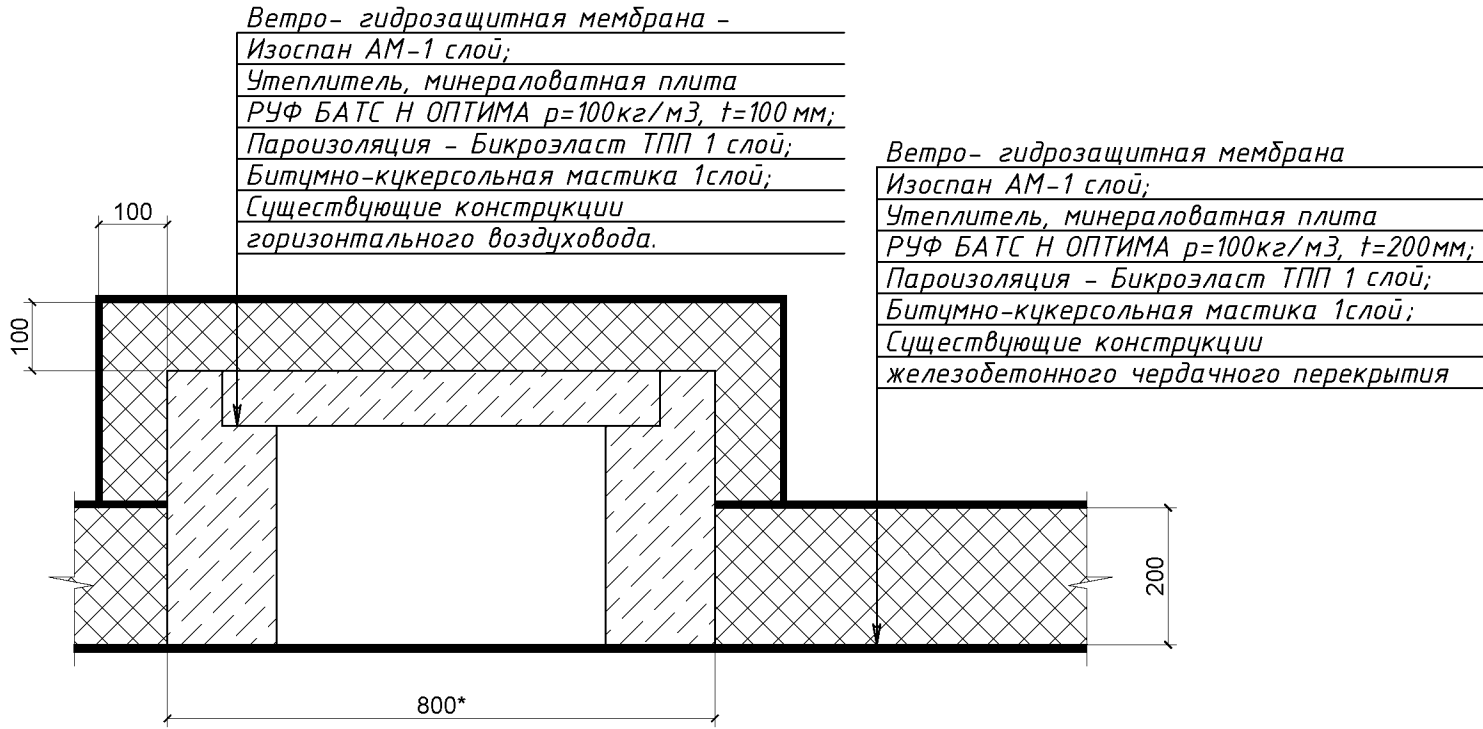 Ветро- гидрозащитная мембрана -
Изоспан АМ-1 слой;
Утеплитель, минераловатная плита
РУФ БАТС Н ОПТИМА p=100кг/м3, t=100 мм;
Пароизоляция - Бикроэласт ТПП 1 слой;
Битумно-кукерсольная мастика 1слой;
Существующие конструкции
горизонтального воздуховода.
Ветро- гидрозащитная мембрана
Изоспан АМ-1 слой;
Утеплитель, минераловатная плита
РУФ БАТС Н ОПТИМА p=100кг/м3, t=200мм;
Пароизоляция - Бикроэласт ТПП 1 слой;
Битумно-кукерсольная мастика 1слой;
Существующие конструкции
железобетонного чердачного перекрытия
100
100
200
800*